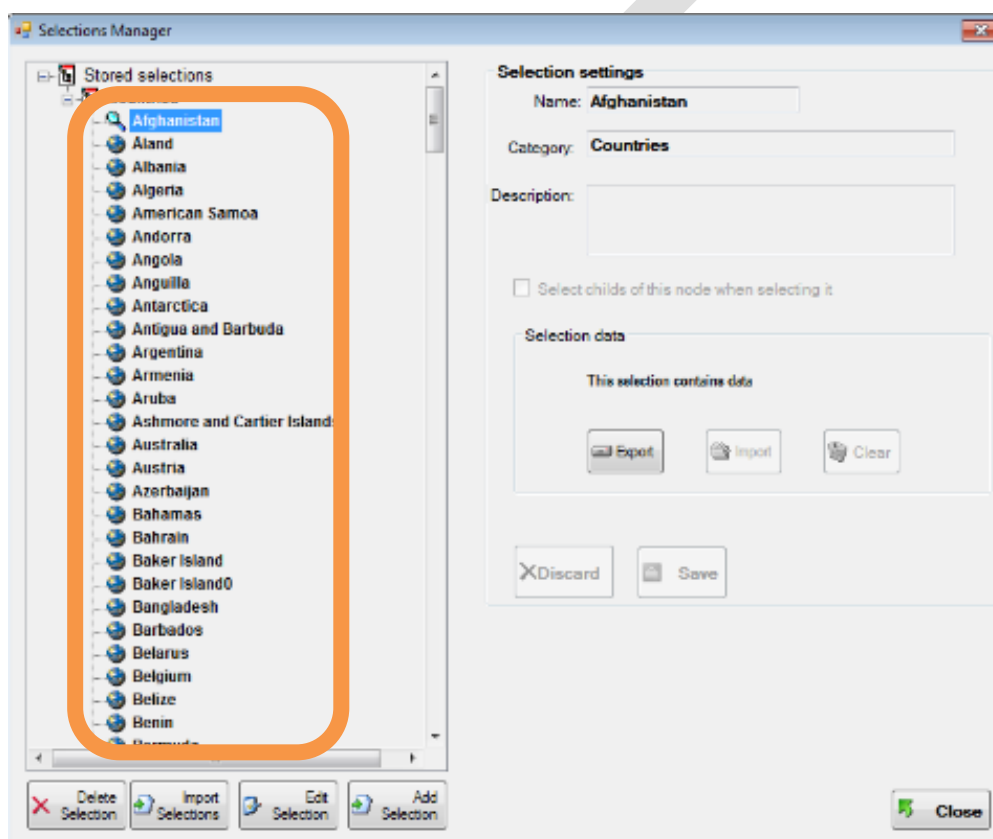 Selections Manager
Stored selections
Afghanistan
Aland
Albania
Algeria
American Samoa
Andorra
Angola
Anguilla
Antarctica
Antigua and Barbuda
Argentina
Armenia
Aruba
Ashmore and Cartier Island
Australia
Austria
Azerbaijan
Bahamas
Bahrain
Baker Island
Baker Island0
Bangladesh
Barbados
Belarus
Belgium
Belize
Benin
Delete Selection
Import Selections
Edit Selection
Add Selection
Selection settings
Name: Afghanistan
Category: Countries
Description:
Select childs of this node when selecting it
Selection data
This selection contains data
Export
Import
Clear
Discard
Save
Close